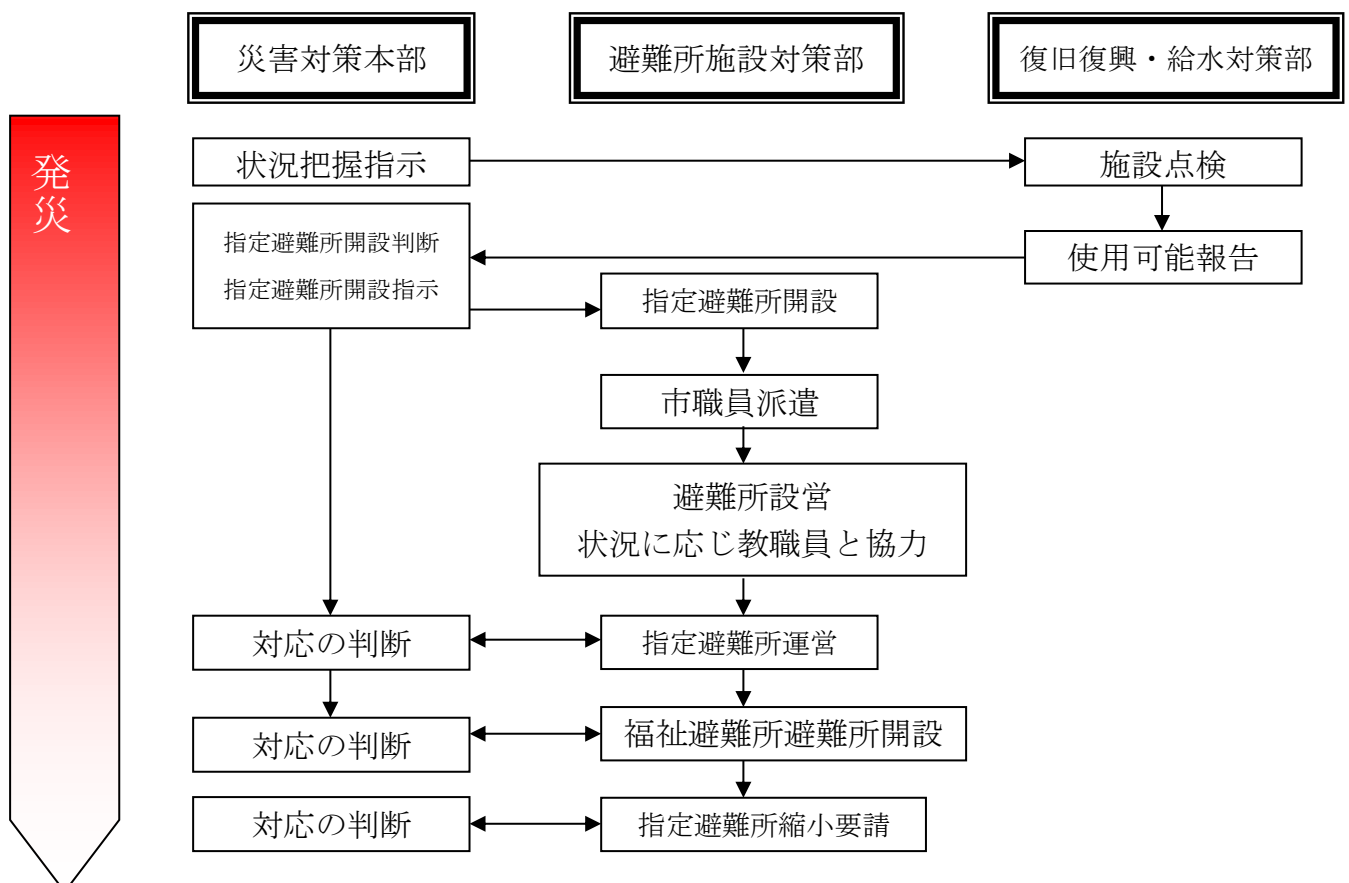 災害対策本部
避難所施設対策部
復旧復興・給水対策部
発災
状況把握指示
施設点検
指定避難所開設判断
指定避難所開設指示
使用可能報告
指定避難所開設
市職員派遣
避難所設営
状況に応じ教職員と協力
対応の判断
指定避難所運営
対応の判断
福祉避難所避難所開設
対応の判断
指定避難所縮小要請